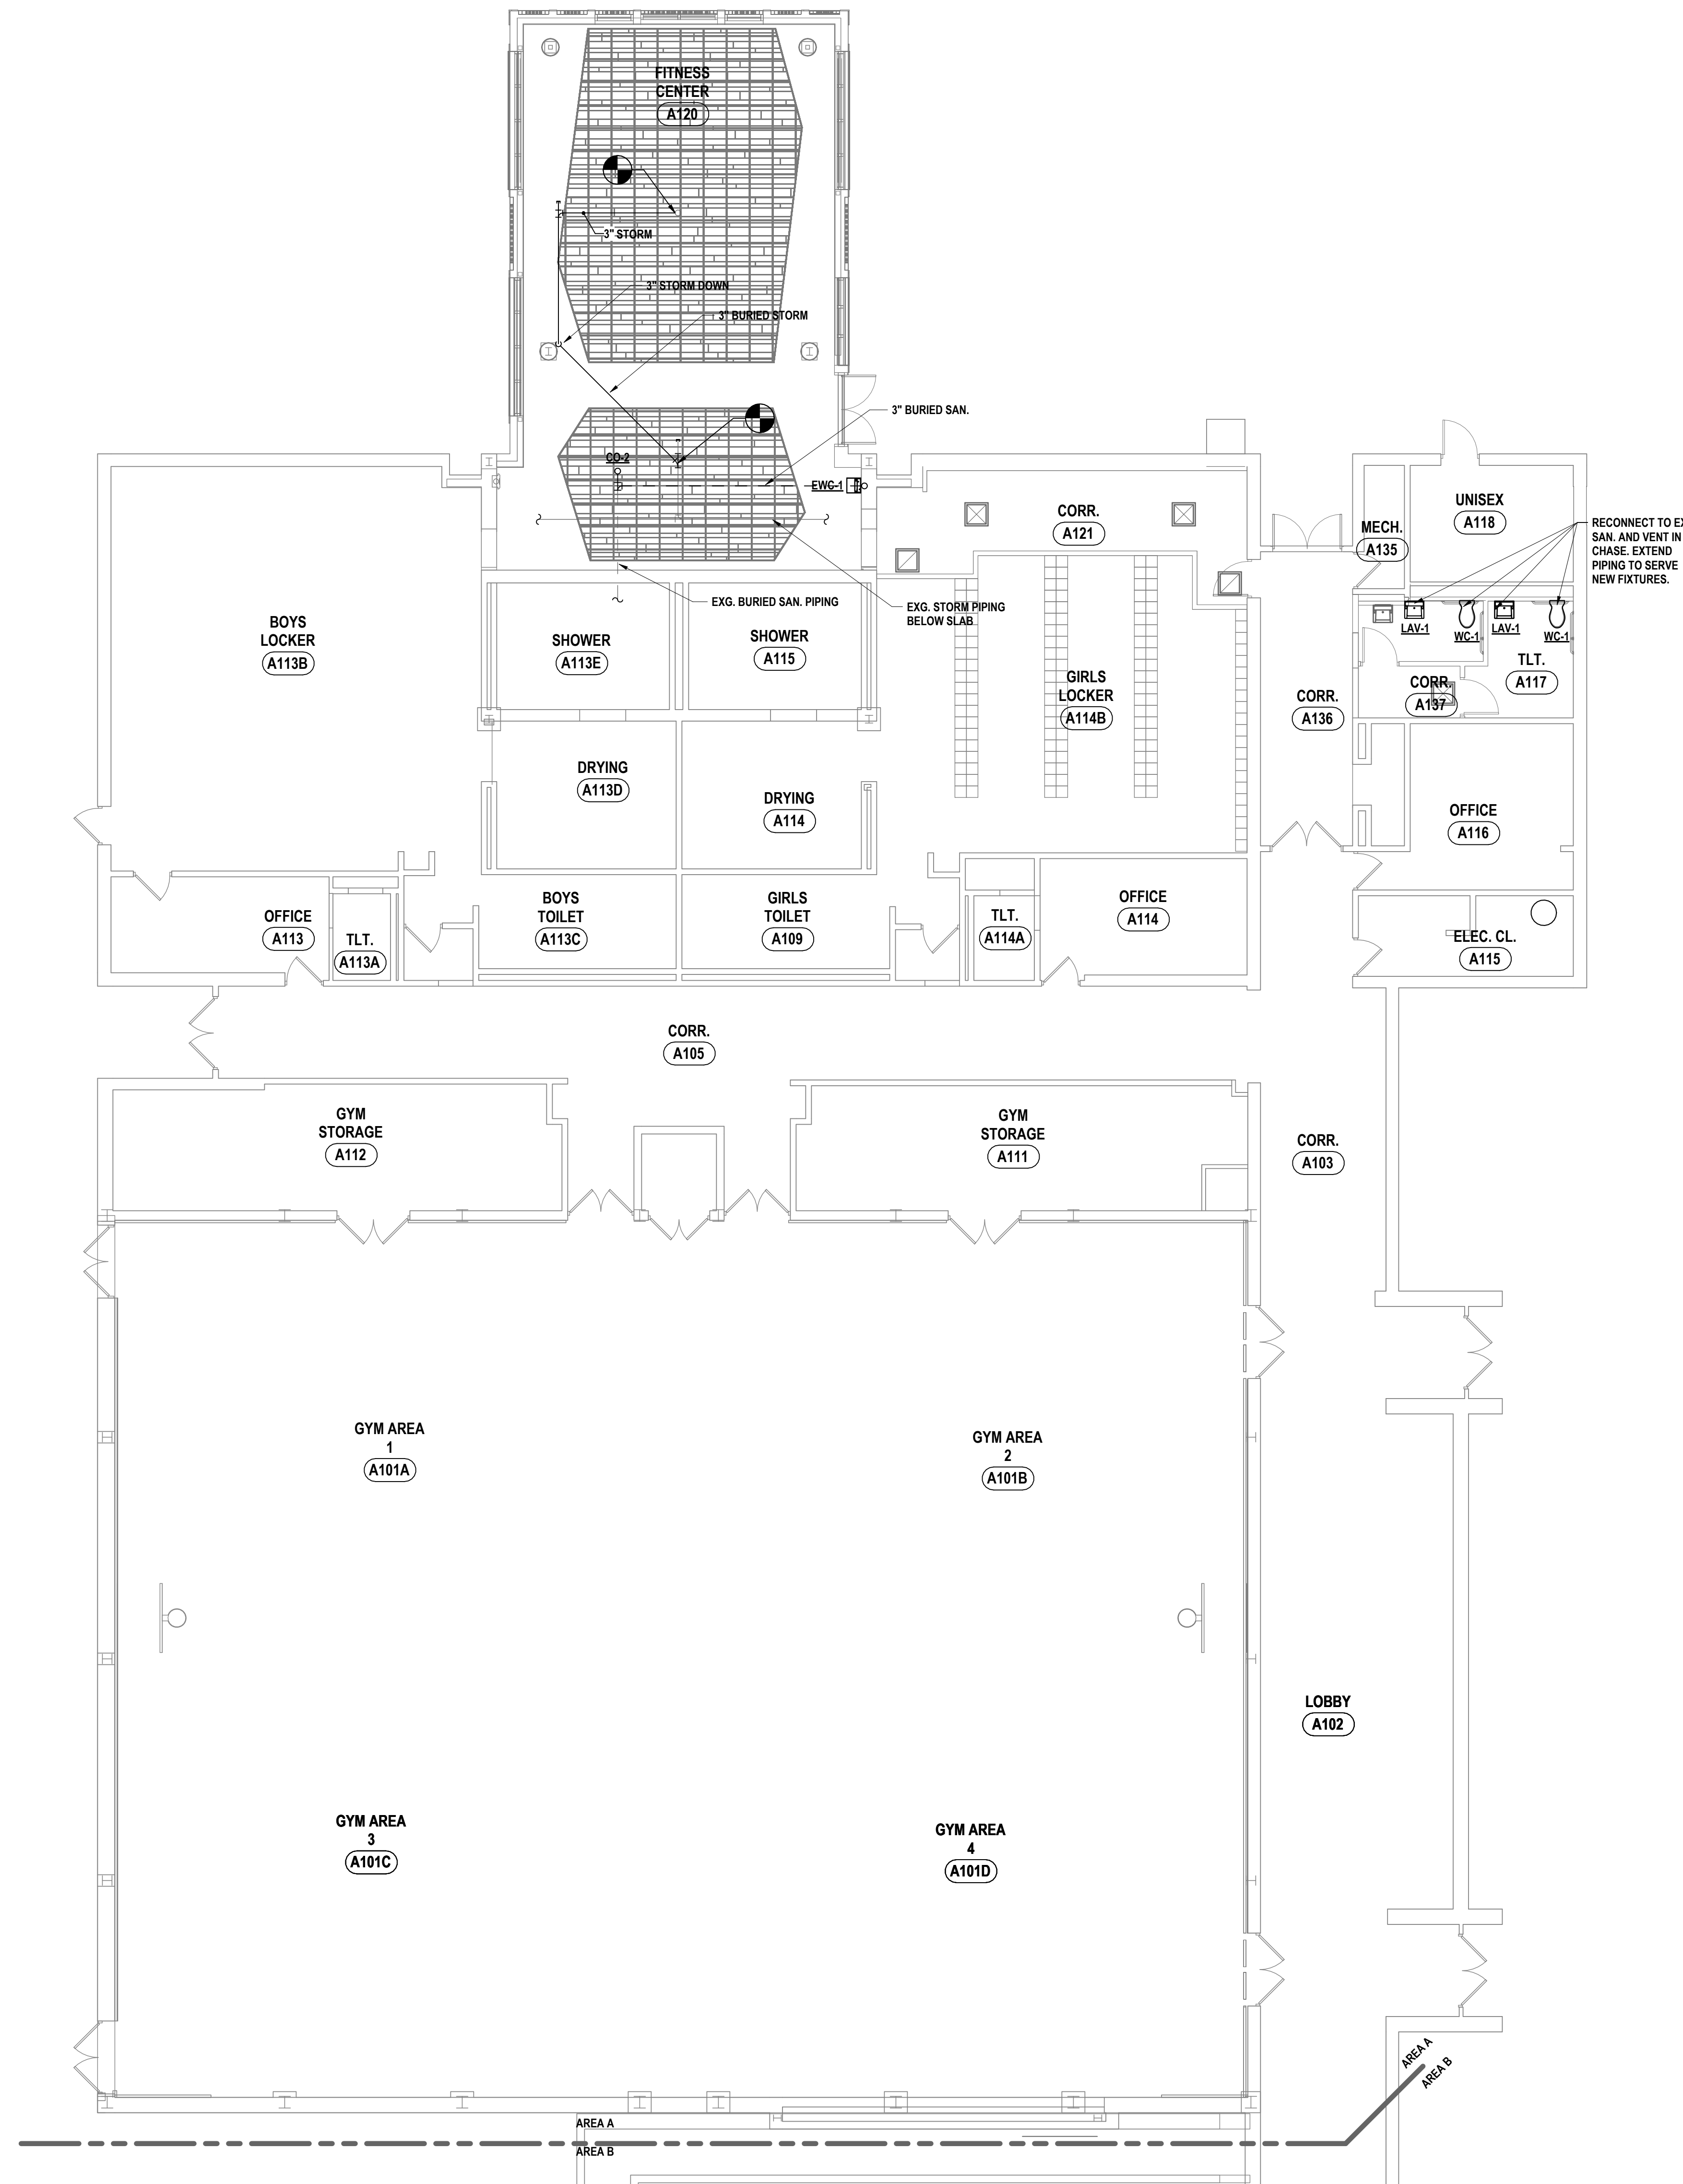 FITNESS
CENTER
A120
3" STORM
3" STORM DOWN
3" BURIED STORM
3" BURIED SAN.
CO-2
EWC-1
EXG. BURIED SAN. PIPING
EXG. STORM PIPING
BELOW SLAB
CORR.
A121
MECH.
A135
UNISEX
A118
RECONNECT TO EX
SAN. AND VENT IN
CHASE. EXTEND
PIPING TO SERVE
NEW FIXTURES.
LAV-1
WC-1
LAV-1
WC-1
TLT.
A117
CORR.
A137
BOYS
LOCKER
A113B
SHOWER
A113E
SHOWER
A115
GIRLS
LOCKER
A114B
CORR.
A136
DRYING
A113D
DRYING
A114
OFFICE
A116
OFFICE
A113
TLT.
A113A
BOYS
TOILET
A113C
GIRLS
TOILET
A109
TLT.
A114A
OFFICE
A114
ELEC. CL.
A115
CORR.
A105
GYM
STORAGE
A112
GYM
STORAGE
A111
CORR.
A103
GYM AREA
1
A101A
GYM AREA
2
A101B
LOBBY
A102
GYM AREA
3
A101C
GYM AREA
4
A101D
AREA A
AREA B
AREA A
AREA B